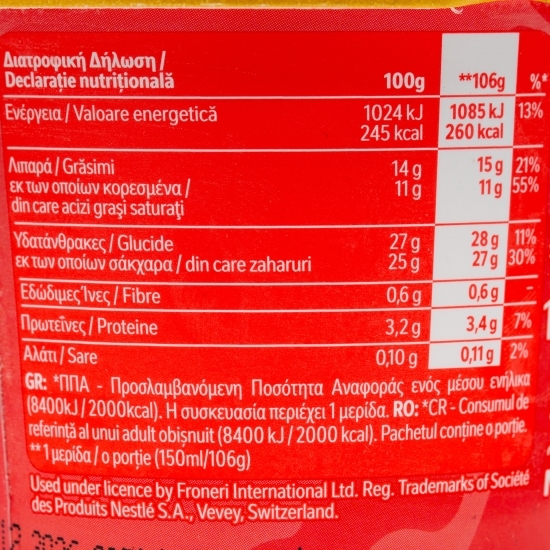 Διατροφική Δήλωση /
Declarație nutrițională 100g **106g %*
Ενέργεια / Valoare energetică 1024 kJ 1085 kJ 13%
245 kcal 260 kcal
Λιπαρά / Grăsimi 14 g 15 g 21%
εκ των οποίων κορεσμένα / 11 g 11 g 55%
din care acizi grași saturați
Υδατάνθρακες / Glucide 27 g 28 g 11%
εκ των οποίων σάκχαρα / din care zaharuri 25 g 27 g 30%
Εδώδιμες Ίνες / Fibre 0,6 g 0,6 g -
Πρωτεΐνες / Proteine 3,2 g 3,4 g 7%
Αλάτι / Sare 0,10 g 0,11 g 2%
GR: *ΠΠΑ - Προσλαμβανόμενη Ποσότητα Αναφοράς ενός μέσου ενήλικα
(8400kJ / 2000kcal). Η συσκευασία περιέχει 1 μερίδα. RO: *CR - Consumul de
referință al unui adult obișnuit (8400 kJ / 2000 kcal). Pachetul conține o porție.
** 1 μερίδα / o porție (150ml/106g)
Used under licence by Froneri International Ltd. Reg. Trademarks of Société
des Produits Nestlé S.A., Vevey, Switzerland.